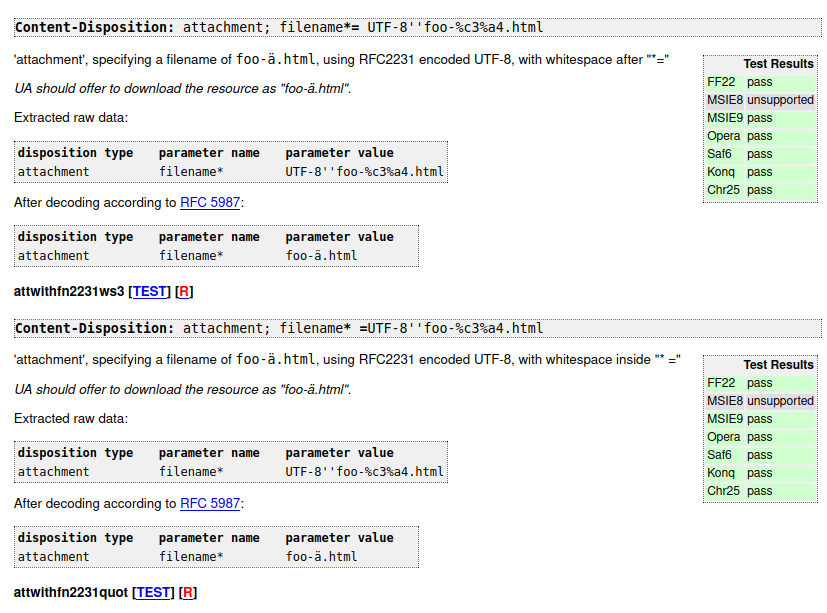 Content-Disposition: attachment; filename*= UTF-8''foo-%c3%a4.html
'attachment', specifying a filename of foo-ä.html, using RFC2231 encoded UTF-8, with whitespace after "*="
UA should offer to download the resource as "foo-ä.html".
Extracted raw data:
disposition type parameter name parameter value
attachment filename* UTF-8''foo-%c3%a4.html
After decoding according to RFC 5987:
disposition type parameter name parameter value
attachment filename* foo-ä.html
Test Results
FF22 pass
MSIE8 unsupported
MSIE9 pass
Opera pass
Saf6 pass
Konq pass
Chr25 pass
attwithfn2231ws3 [TEST] [R]
Content-Disposition: attachment; filename* =UTF-8''foo-%c3%a4.html
'attachment', specifying a filename of foo-ä.html, using RFC2231 encoded UTF-8, with whitespace inside "* ="
UA should offer to download the resource as "foo-ä.html".
Extracted raw data:
disposition type parameter name parameter value
attachment filename* UTF-8''foo-%c3%a4.html
After decoding according to RFC 5987:
disposition type parameter name parameter value
attachment filename* foo-ä.html
Test Results
FF22 pass
MSIE8 unsupported
MSIE9 pass
Opera pass
Saf6 pass
Konq pass
Chr25 pass
attwithfn2231quot [TEST] [R]